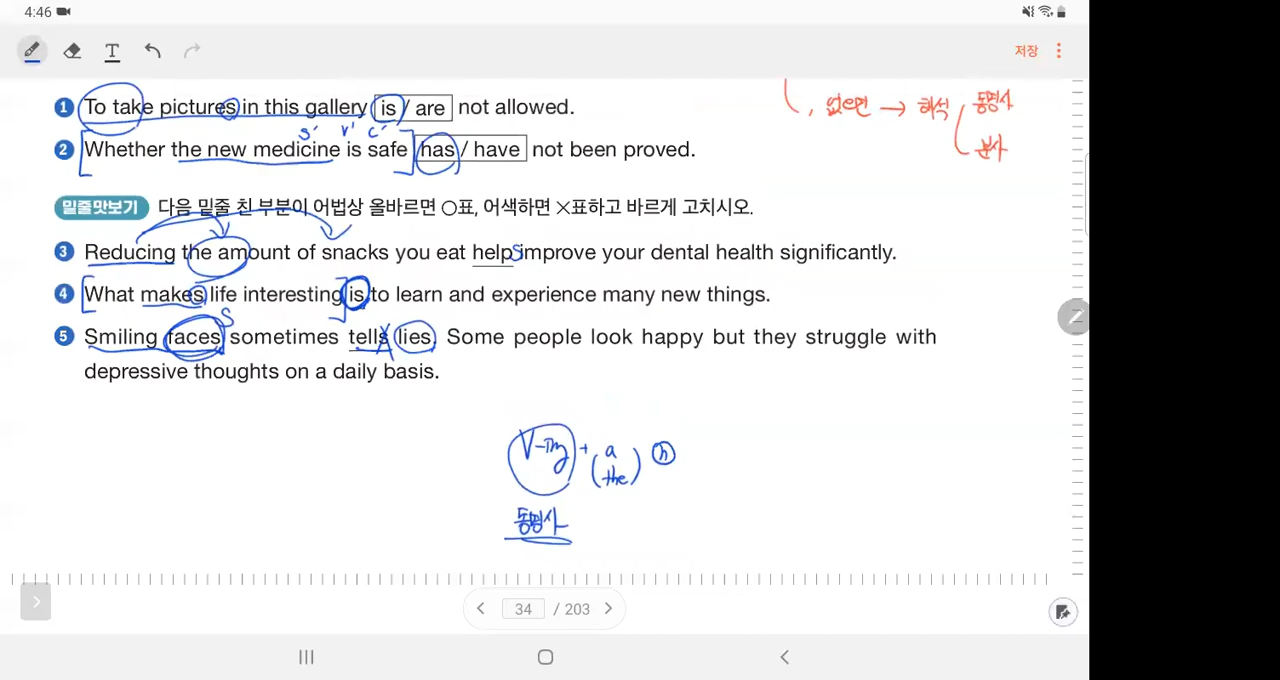 4:46
저장
, 없으면 → 해석 동명사
분사
1 To take pictures in this gallery is / are not allowed.
s' v' c'
2 Whether the new medicine is safe has / have not been proved.
밑줄맛보기 다음 밑줄 친 부분이 어법상 올바르면 ○표, 어색하면 ×표하고 바르게 고치시오.
3 Reducing the amount of snacks you eat help s improve your dental health significantly.
4 What makes life interesting is to learn and experience many new things.
S
5 Smiling faces sometimes tells lies. Some people look happy but they struggle with
depressive thoughts on a daily basis.
V-ing + ( a the ) n
동명사
34 / 203